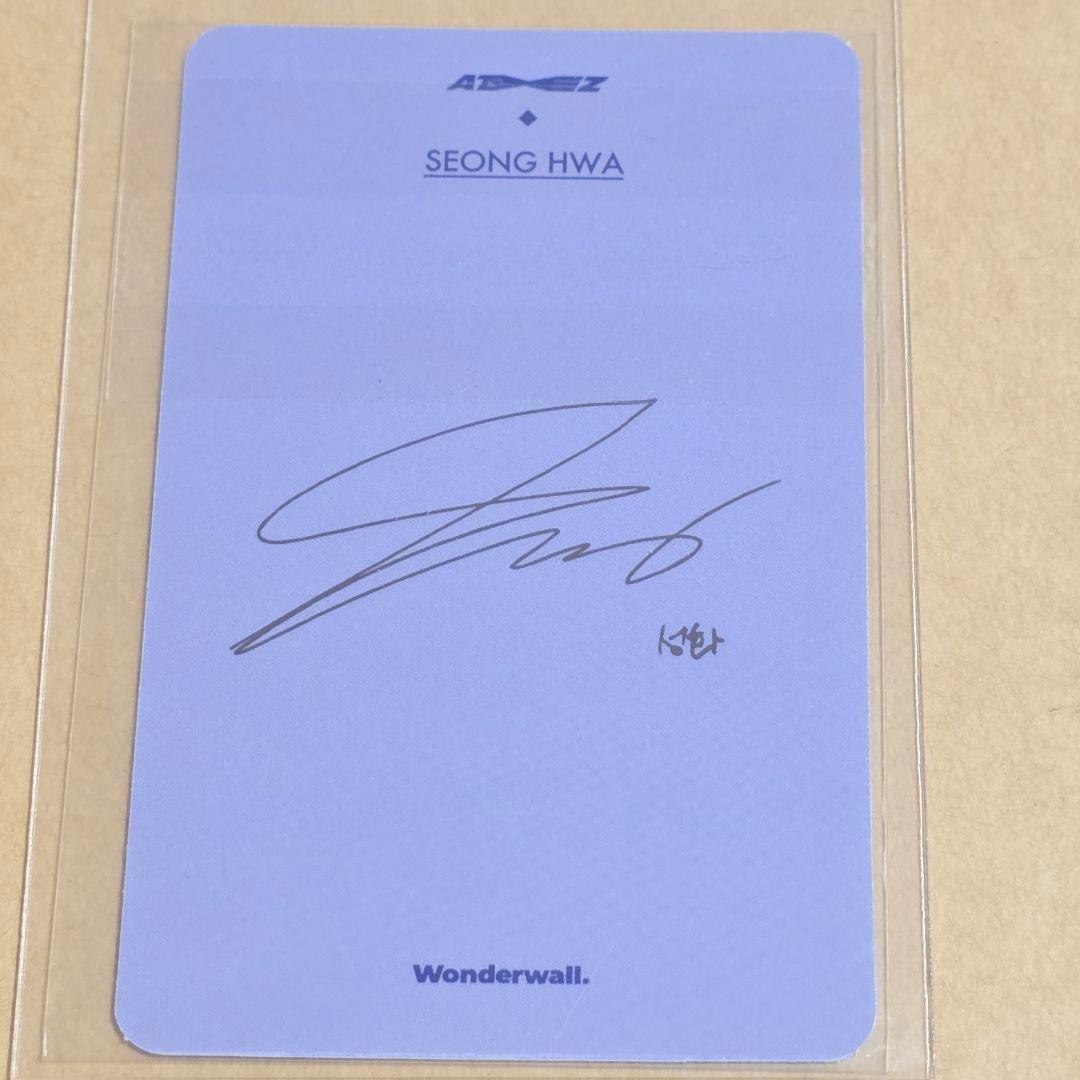 ATEEZ
SEONG HWA
성화
Wonderwall.